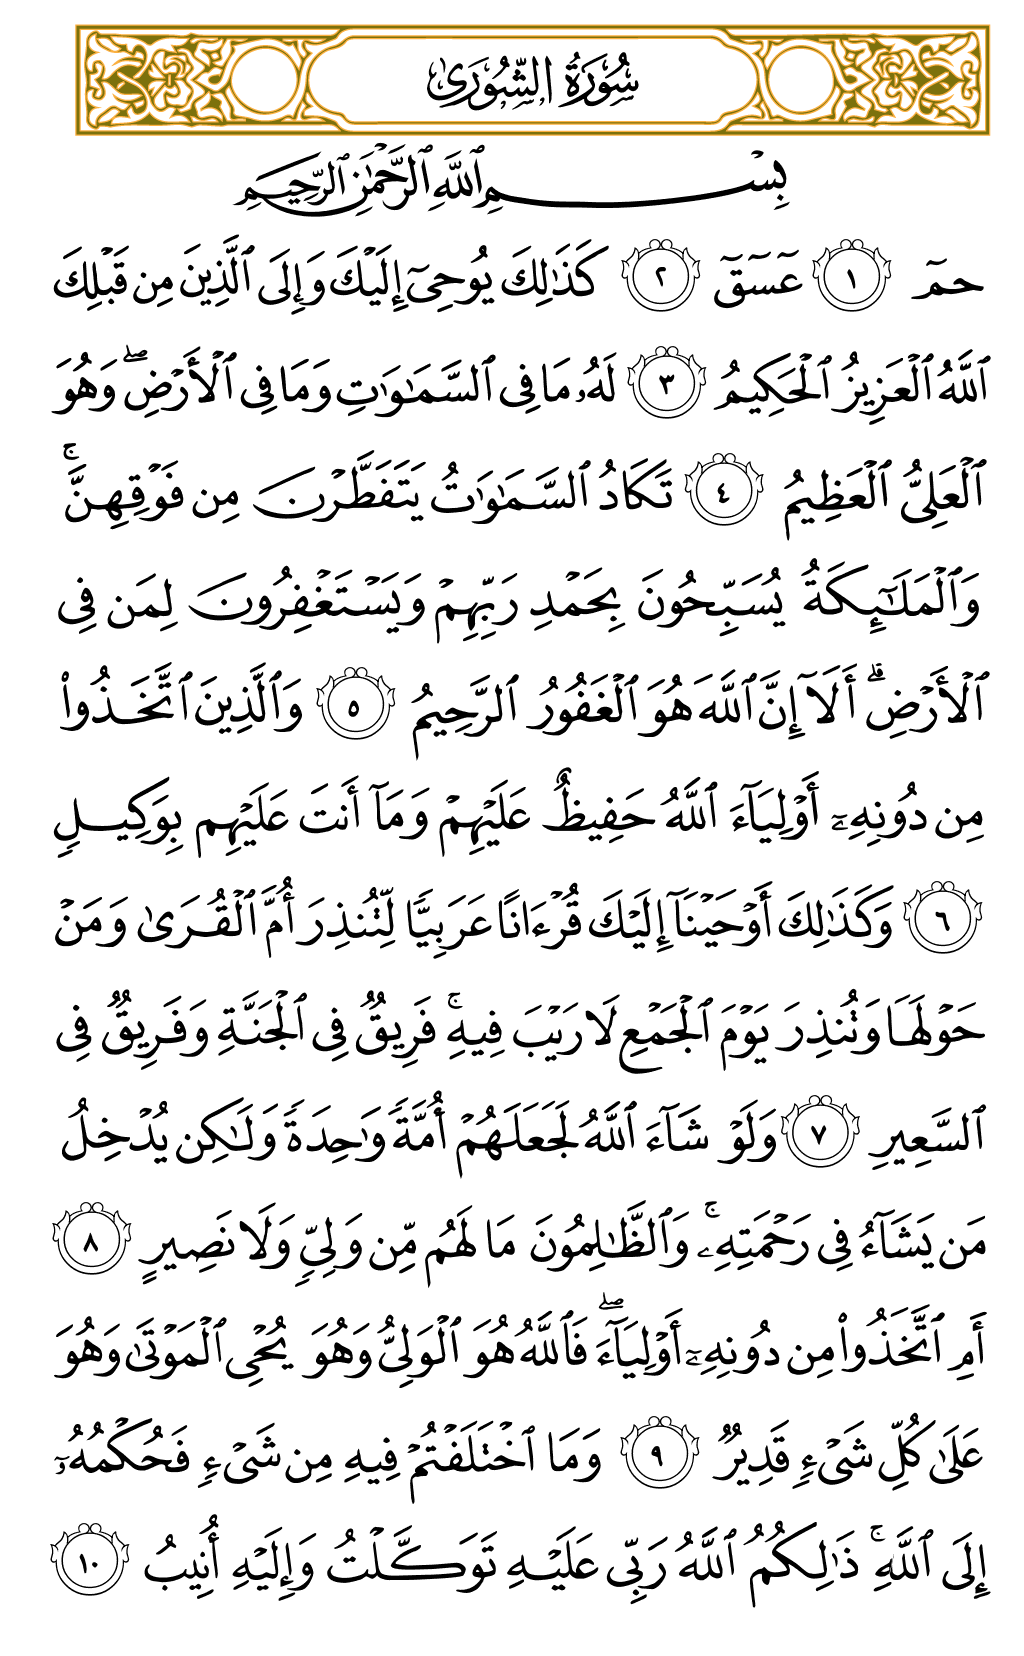 سُورَةُ الشُّورَىٰ
بِسْمِ ٱللَّهِ ٱلرَّحْمَٰنِ ٱلرَّحِيمِ
حمٓ ١ عٓسٓقٓ ٢ كَذَٰلِكَ يُوحِىٓ إِلَيْكَ وَإِلَى ٱلَّذِينَ مِن قَبْلِكَ
ٱللَّهُ ٱلْعَزِيزُ ٱلْحَكِيمُ ٣ لَهُۥ مَا فِى ٱلسَّمَٰوَٰتِ وَمَا فِى ٱلْأَرْضِ ۖ وَهُوَ
ٱلْعَلِىُّ ٱلْعَظِيمُ ٤ تَكَادُ ٱلسَّمَٰوَٰتُ يَتَفَطَّرْنَ مِن فَوْقِهِنَّ ۚ
وَٱلْمَلَٰٓئِكَةُ يُسَبِّحُونَ بِحَمْدِ رَبِّهِمْ وَيَسْتَغْفِرُونَ لِمَن فِى
ٱلْأَرْضِ ۗ أَلَآ إِنَّ ٱللَّهَ هُوَ ٱلْغَفُورُ ٱلرَّحِيمُ ٥ وَٱلَّذِينَ ٱتَّخَذُوا۟
مِن دُونِهِۦٓ أَوْلِيَآءَ ٱللَّهُ حَفِيظٌ عَلَيْهِمْ وَمَآ أَنتَ عَلَيْهِم بِوَكِيلٍ
٦ وَكَذَٰلِكَ أَوْحَيْنَآ إِلَيْكَ قُرْءَانًا عَرَبِيًّا لِّتُنذِرَ أُمَّ ٱلْقُرَىٰ وَمَنْ
حَوْلَهَا وَتُنذِرَ يَوْمَ ٱلْجَمْعِ لَا رَيْبَ فِيهِ ۚ فَرِيقٌ فِى ٱلْجَنَّةِ وَفَرِيقٌ فِى
ٱلسَّعِيرِ ٧ وَلَوْ شَآءَ ٱللَّهُ لَجَعَلَهُمْ أُمَّةً وَٰحِدَةً وَلَٰكِن يُدْخِلُ
مَن يَشَآءُ فِى رَحْمَتِهِۦ ۚ وَٱلظَّٰلِمُونَ مَا لَهُم مِّن وَلِىٍّ وَلَا نَصِيرٍ ٨
أَمِ ٱتَّخَذُوا۟ مِن دُونِهِۦٓ أَوْلِيَآءَ ۖ فَٱللَّهُ هُوَ ٱلْوَلِىُّ وَهُوَ يُحْىِ ٱلْمَوْتَىٰ وَهُوَ
عَلَىٰ كُلِّ شَىْءٍ قَدِيرٌ ٩ وَمَا ٱخْتَلَفْتُمْ فِيهِ مِن شَىْءٍ فَحُكْمُهُۥٓ
إِلَى ٱللَّهِ ۚ ذَٰلِكُمُ ٱللَّهُ رَبِّى عَلَيْهِ تَوَكَّلْتُ وَإِلَيْهِ أُنِيبُ ١٠